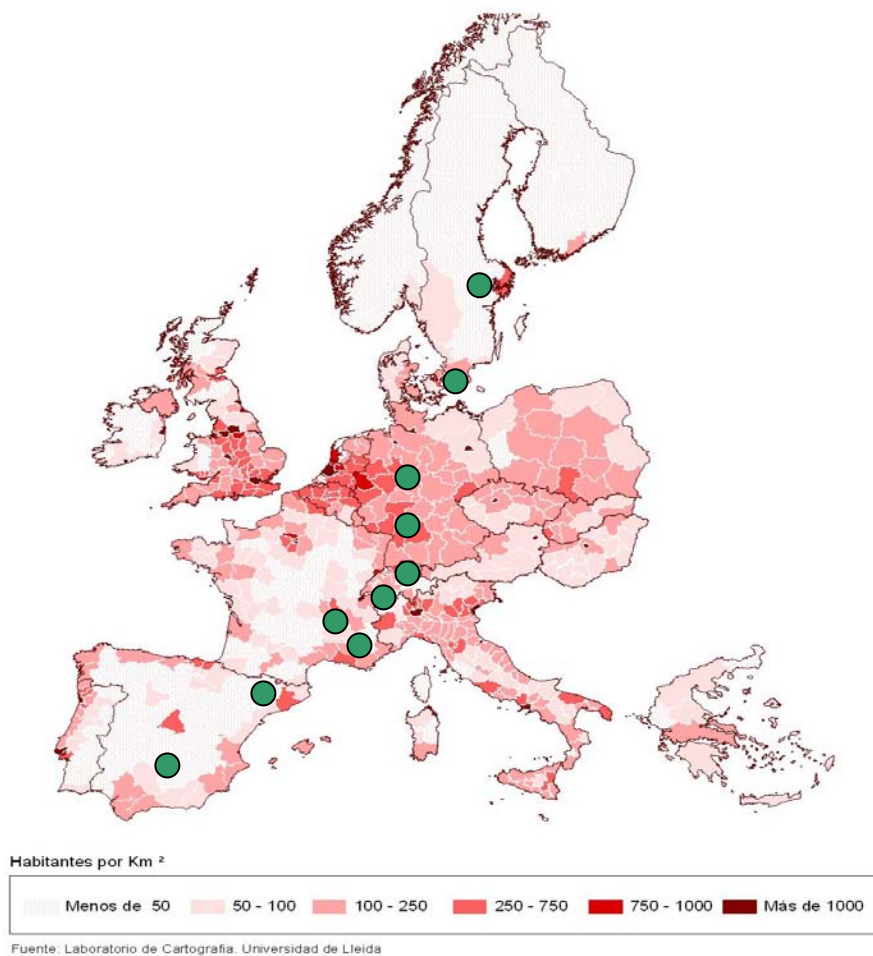 Habitantes por Km ²
Menos de 50 50 - 100 100 - 250 250 - 750 750 - 1000 Más de 1000
Fuente: Laboratorio de Cartografia. Universidad de Lleida